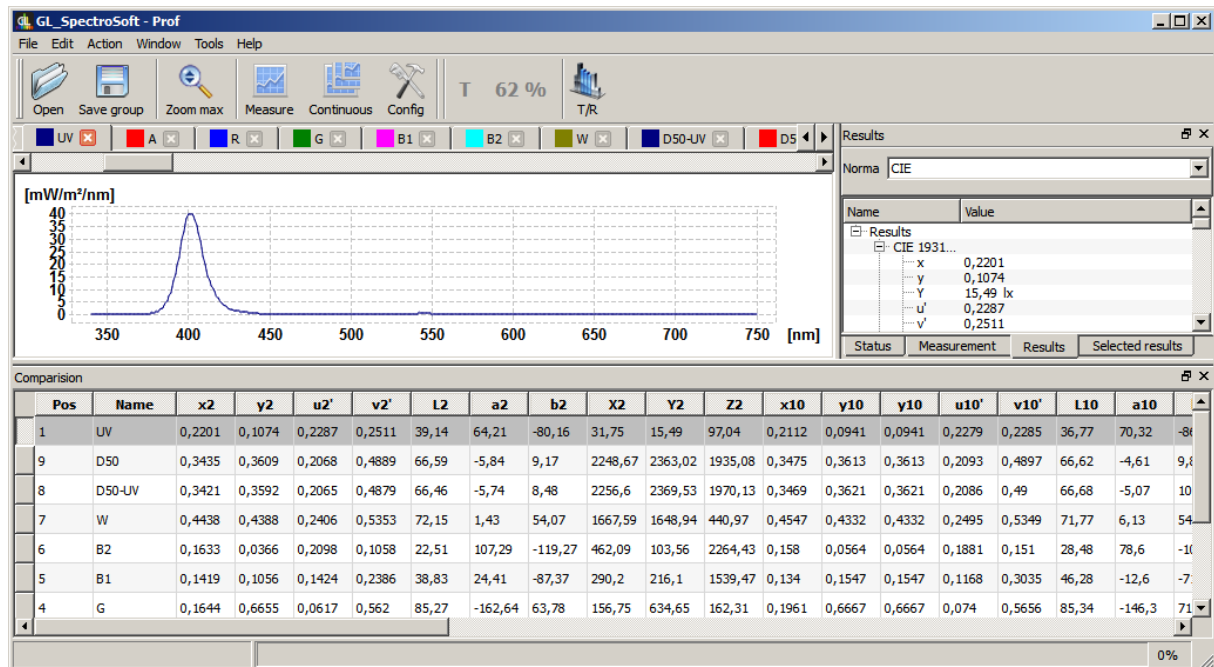 GL_SpectroSoft - Prof
File Edit Action Window Tools Help
Open Save group Zoom max Measure Continuous Config T 62 % T/R
UV A R G B1 B2 W D50-UV D5
Results
Norma CIE
Name Value
Results
CIE 1931...
x 0,2201
y 0,1074
Y 15,49 lx
u' 0,2287
v' 0,2511
Status Measurement Results Selected results
[mW/m²/nm]
40
35
30
25
20
15
10
5
0
350 400 450 500 550 600 650 700 750 [nm]
Comparision
Pos Name x2 y2 u2' v2' L2 a2 b2 X2 Y2 Z2 x10 y10 y10 u10' v10' L10 a10
1 UV 0,2201 0,1074 0,2287 0,2511 39,14 64,21 -80,16 31,75 15,49 97,04 0,2112 0,0941 0,0941 0,2279 0,2285 36,77 70,32 -86
9 D50 0,3435 0,3609 0,2068 0,4889 66,59 -5,84 9,17 2248,67 2363,02 1935,08 0,3475 0,3613 0,3613 0,2093 0,4897 66,62 -4,61 9,8
8 D50-UV 0,3421 0,3592 0,2065 0,4879 66,46 -5,74 8,48 2256,6 2369,53 1970,13 0,3469 0,3621 0,3621 0,2086 0,49 66,68 -5,07 10
7 W 0,4438 0,4388 0,2406 0,5353 72,15 1,43 54,07 1667,59 1648,94 440,97 0,4547 0,4332 0,4332 0,2495 0,5349 71,77 6,13 54
6 B2 0,1633 0,0366 0,2098 0,1058 22,51 107,29 -119,27 462,09 103,56 2264,43 0,158 0,0564 0,0564 0,1881 0,151 28,48 78,6 -10
5 B1 0,1419 0,1056 0,1424 0,2386 38,83 24,41 -87,37 290,2 216,1 1539,47 0,134 0,1547 0,1547 0,1168 0,3035 46,28 -12,6 -7
4 G 0,1644 0,6655 0,0617 0,562 85,27 -162,64 63,78 156,75 634,65 162,31 0,1961 0,6667 0,6667 0,074 0,5656 85,34 -146,3 71
0%